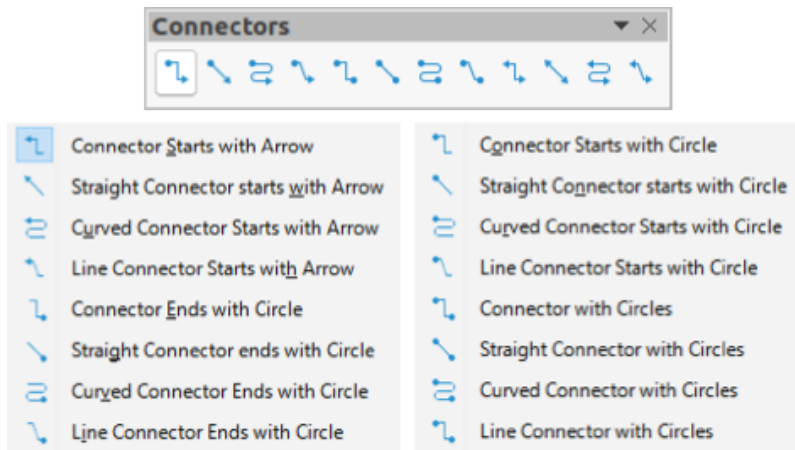 Connectors
Connector Starts with Arrow
Straight Connector starts with Arrow
Curved Connector Starts with Arrow
Line Connector Starts with Arrow
Connector Ends with Circle
Straight Connector ends with Circle
Curved Connector Ends with Circle
Line Connector Ends with Circle
Connector Starts with Circle
Straight Connector starts with Circle
Curved Connector Starts with Circle
Line Connector Starts with Circle
Connector with Circles
Straight Connector with Circles
Curved Connector with Circles
Line Connector with Circles